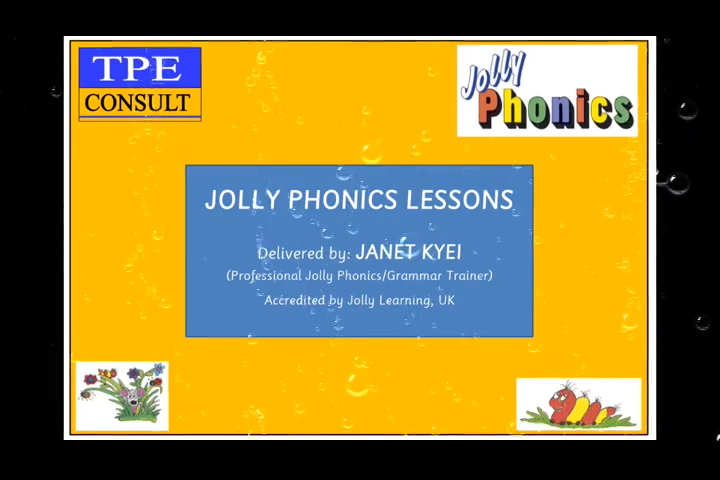 TPE
CONSULT
Jolly
Phonics
JOLLY PHONICS LESSONS
Delivered by: JANET KYEI
(Professional Jolly Phonics/Grammar Trainer)
Accredited by Jolly Learning, UK